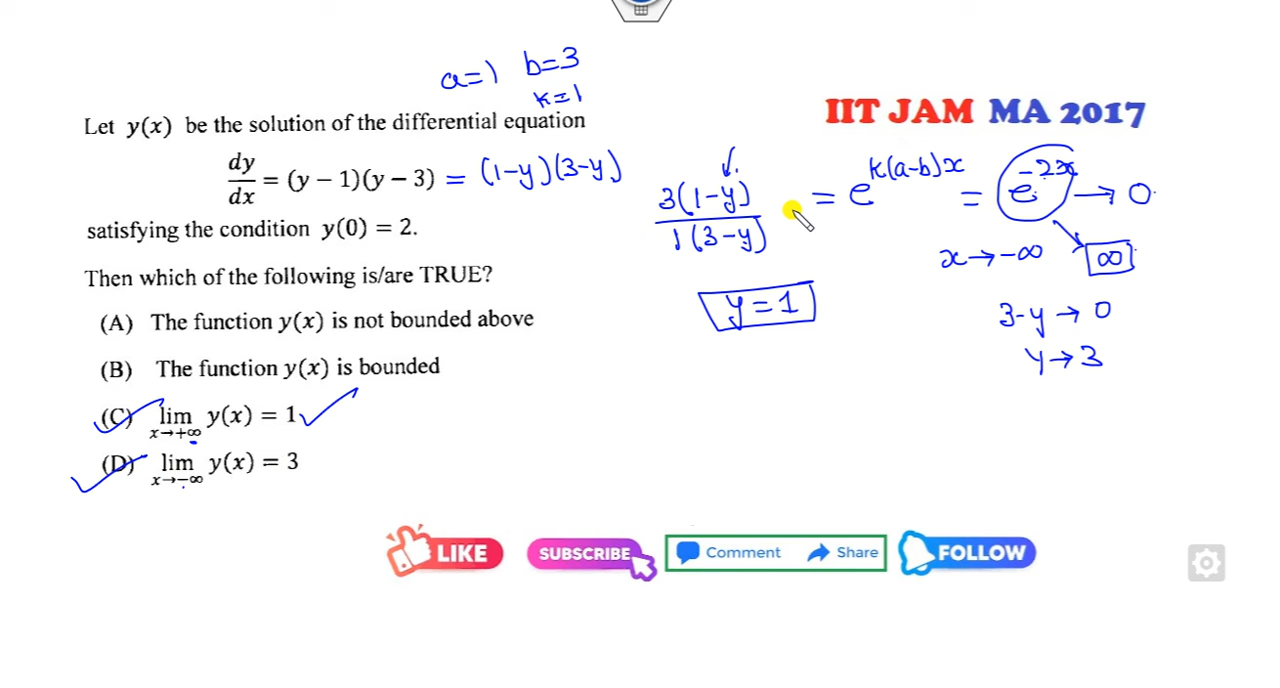 a=1 b=3
k=1
Let y(x) be the solution of the differential equation
IIT JAM MA 2017
dy/dx = (y − 1)(y − 3) = (1-y)(3-y)
3(1-y)/1(3-y) = e^{k(a-b)x} = e^{-2x} → 0
satisfying the condition y(0) = 2.
x→-∞ ∞
Then which of the following is/are TRUE?
y=1
3-y→0
(A) The function y(x) is not bounded above
y→3
(B) The function y(x) is bounded
(C) lim x→+∞ y(x) = 1
(D) lim x→−∞ y(x) = 3
LIKE SUBSCRIBE Comment Share FOLLOW